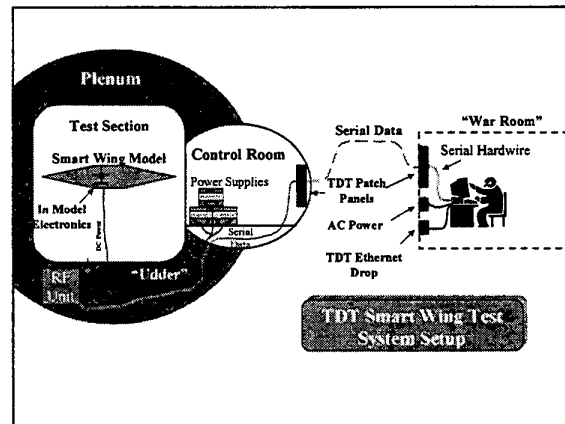 Plenum
Test Section
Smart Wing Model
In Model
Electronics
DC Power
RF
Unit
"Udder"
Control Room
Power Supplies
Serial
Data
Serial Data
TDT Patch
Panels
AC Power
TDT Ethernet
Drop
"War Room"
Serial Hardwire
TDT Smart Wing Test
System Setup